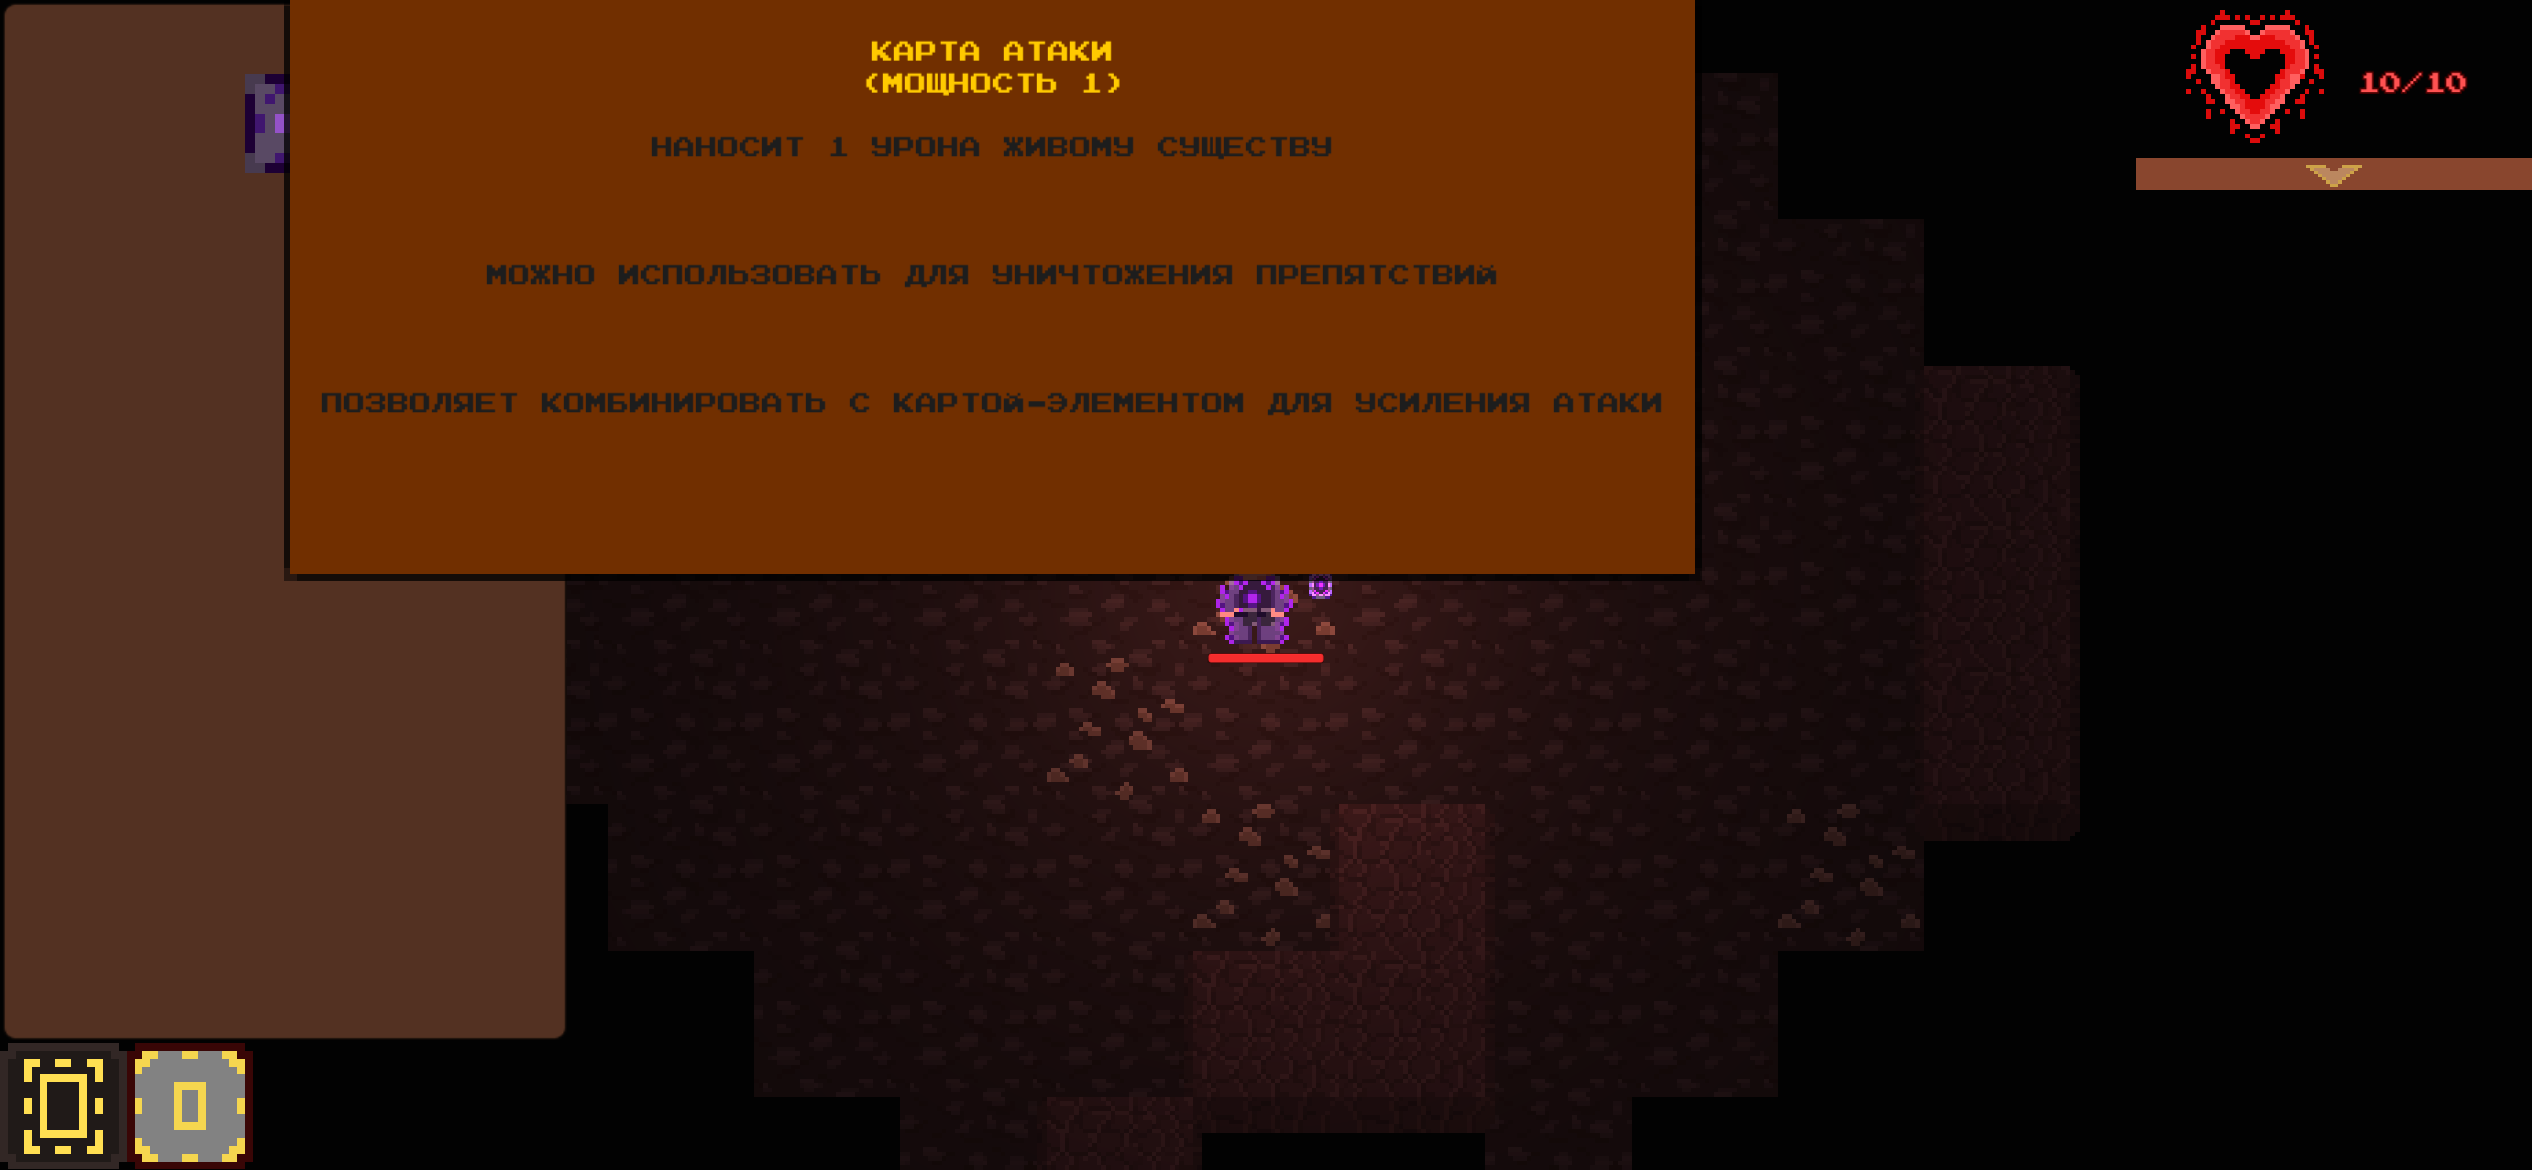 КАРТА АТАКИ
(МОЩНОСТЬ 1)
10/10
НАНОСИТ 1 УРОНА ЖИВОМУ СУЩЕСТВУ
МОЖНО ИСПОЛЬЗОВАТЬ ДЛЯ УНИЧТОЖЕНИЯ ПРЕПЯТСТВИЙ
ПОЗВОЛЯЕТ КОМБИНИРОВАТЬ С КАРТОЙ-ЭЛЕМЕНТОМ ДЛЯ УСИЛЕНИЯ АТАКИ